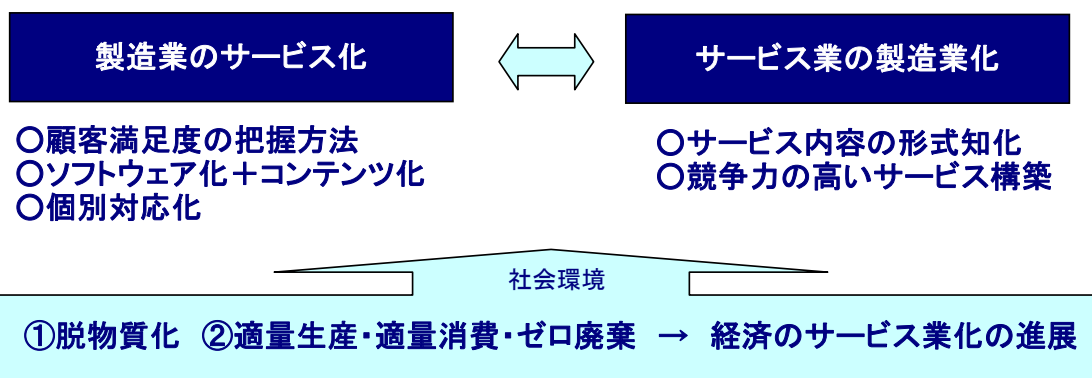 製造業のサービス化
サービス業の製造業化
○顧客満足度の把握方法
○ソフトウェア化＋コンテンツ化
○個別対応化
○サービス内容の形式知化
○競争力の高いサービス構築
社会環境
①脱物質化　②適量生産・適量消費・ゼロ廃棄　→　経済のサービス業化の進展